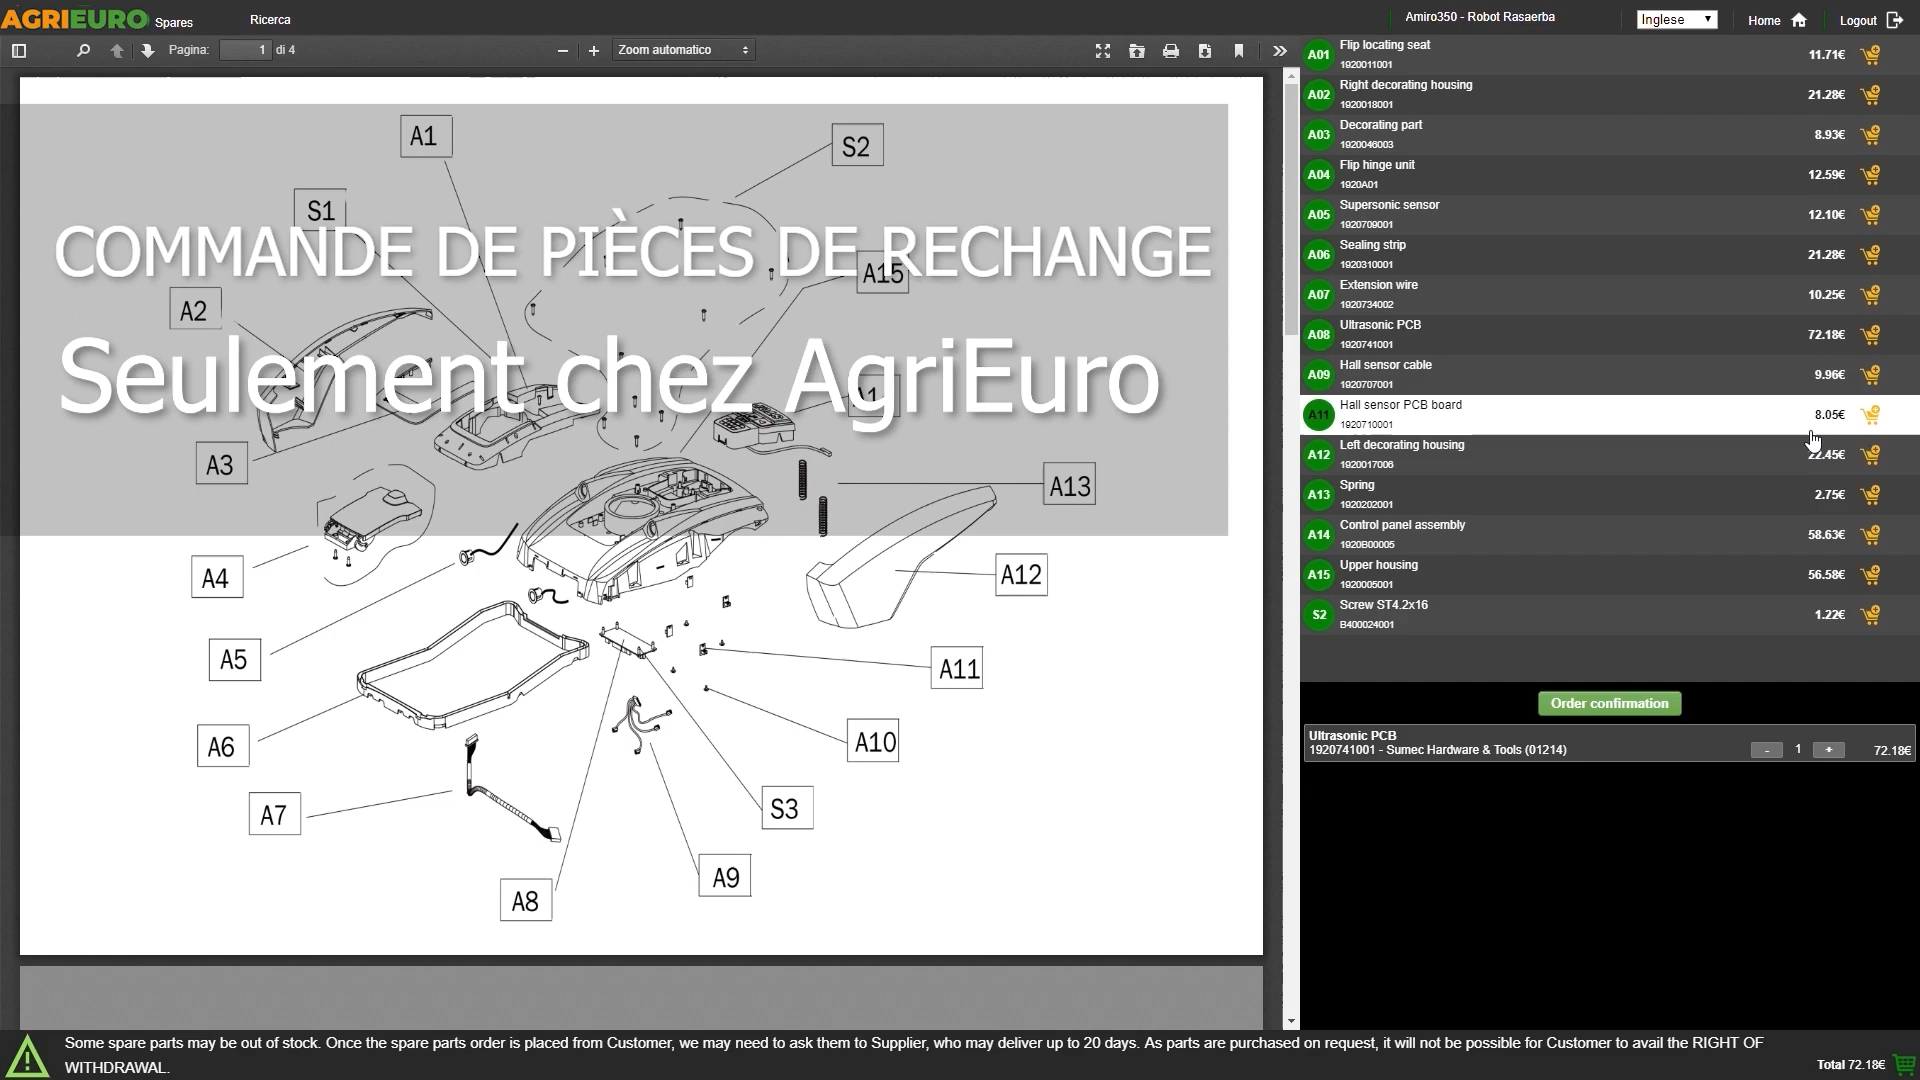 AGRIEURO Spares
Ricerca
Amiro350 - Robot Rasaerba
Inglese
Home
Logout
Pagina: 1 di 4
Zoom automatico
A1
S2
S1
COMMANDE DE PIÈCES DE RECHANGE
A15
A2
Seulement chez AgriEuro
A3
A13
A4
A12
A5
A11
A6
A10
A7
S3
A9
A8
A01 Flip locating seat 11.71€
1920011001
A02 Right decorating housing 21.28€
1920018001
A03 Decorating part 8.93€
1920046003
A04 Flip hinge unit 12.59€
1920A01
A05 Supersonic sensor 12.10€
1920709001
A06 Sealing strip 21.28€
1920310001
A07 Extension wire 10.25€
1920734002
A08 Ultrasonic PCB 72.18€
1920741001
A09 Hall sensor cable 9.96€
1920707001
A11 Hall sensor PCB board 8.05€
1920710001
A12 Left decorating housing 22.45€
1920017006
A13 Spring 2.75€
1920202001
A14 Control panel assembly 58.63€
1920B00005
A15 Upper housing 56.58€
1920005001
S2 Screw ST4.2x16 1.22€
B400024001
Order confirmation
Ultrasonic PCB
1920741001 - Sumec Hardware & Tools (01214) - 1 + 72.18€
Some spare parts may be out of stock. Once the spare parts order is placed from Customer, we may need to ask them to Supplier, who may deliver up to 20 days. As parts are purchased on request, it will not be possible for Customer to avail the RIGHT OF
WITHDRAWAL.
Total 72.18€